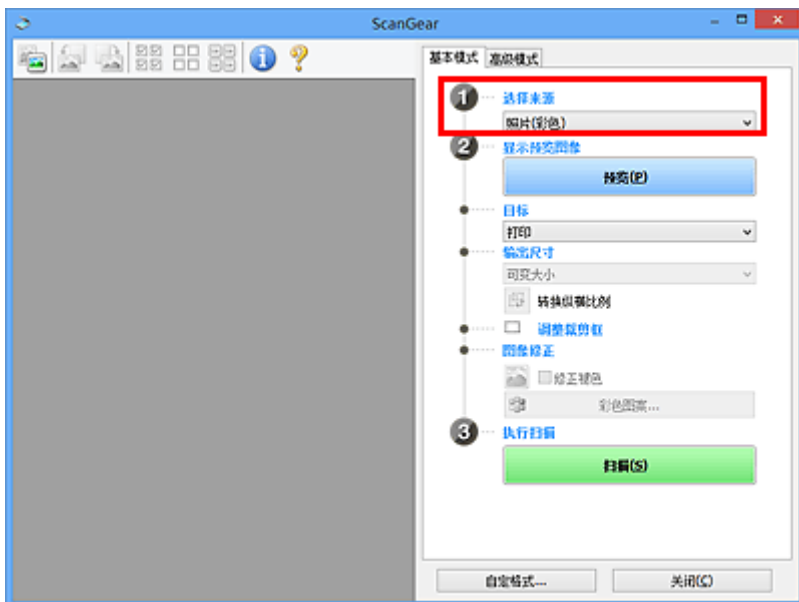 ScanGear
基本模式 高级模式
1 选择来源
照片(彩色)
2 显示预览图像
预览(P)
目标
打印
输出尺寸
可变大小
转换纵横比例
调整裁剪框
图像修正
修正褪色
彩色图案...
3 执行扫描
扫描(S)
自定格式... 关闭(C)